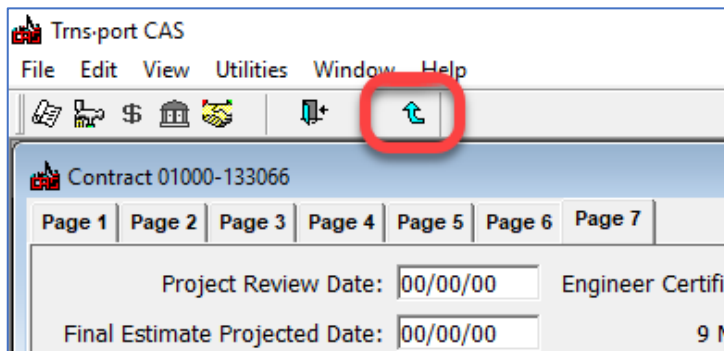 Trns•port CAS
File Edit View Utilities Window Help
$
Contract 01000-133066
Page 1 Page 2 Page 3 Page 4 Page 5 Page 6 Page 7
Project Review Date: 00/00/00 Engineer Certifi
Final Estimate Projected Date: 00/00/00 9